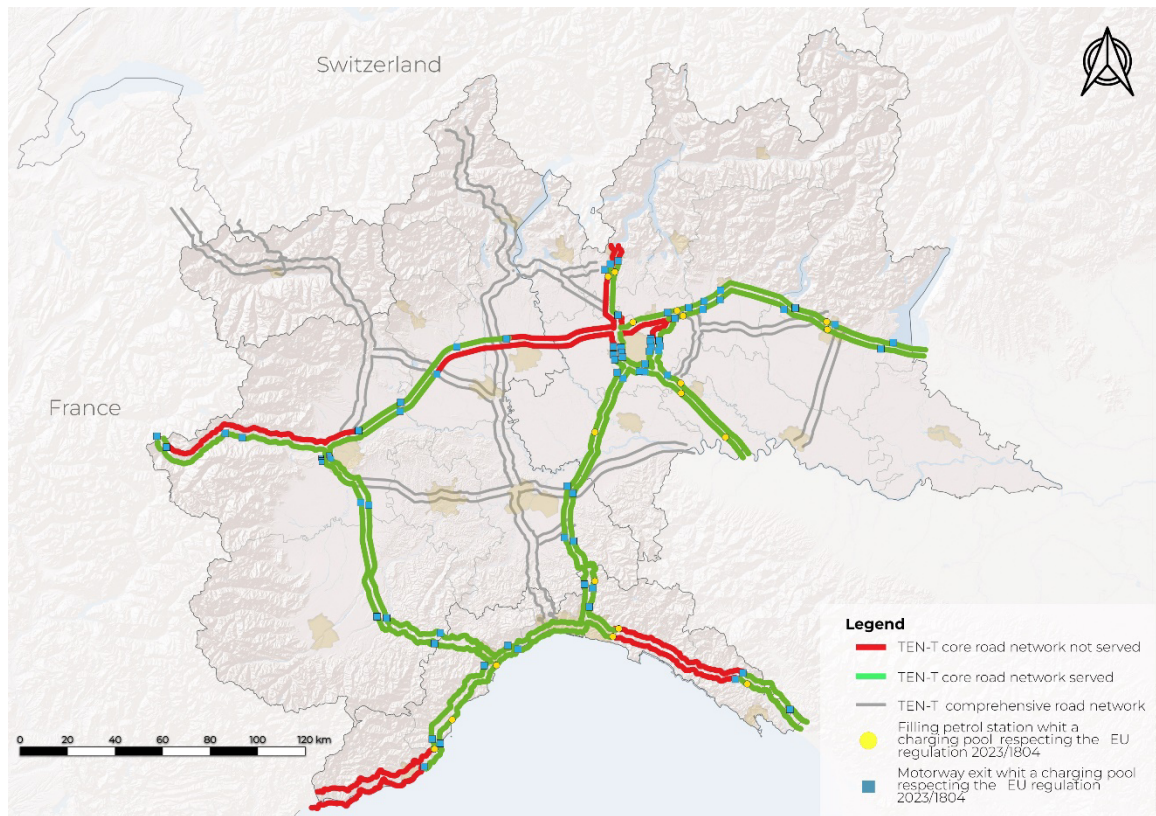 Switzerland
France
Legend
TEN-T core road network not served
TEN-T core road network served
TEN-T comprehensive road network
Filling petrol station whit a
charging pool respecting the EU
regulation 2023/1804
Motorway exit whit a charging pool
respecting the EU regulation
2023/1804
0 20 40 60 80 100 120 km